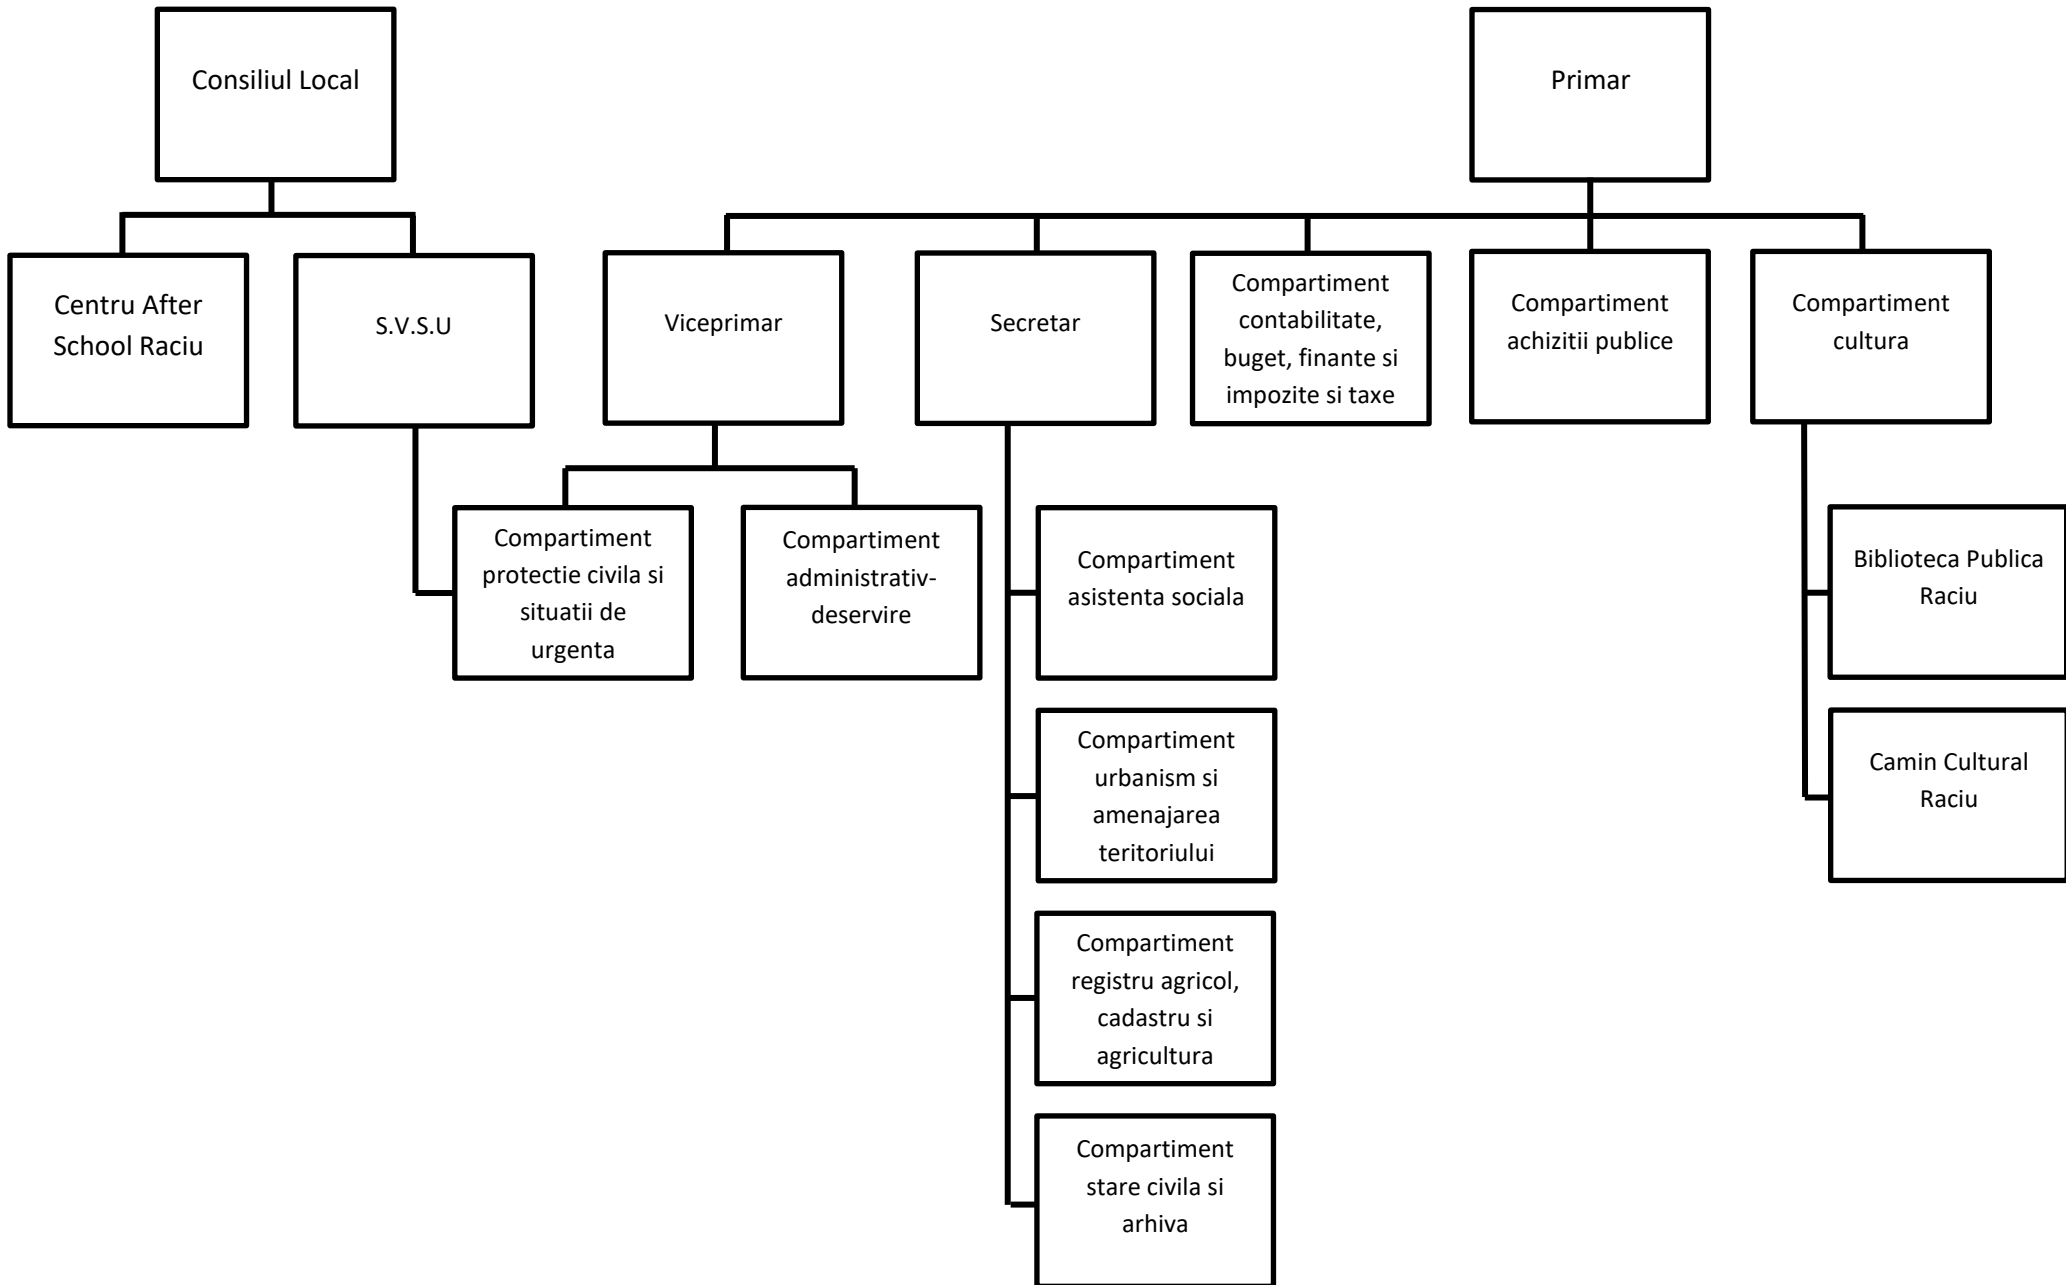 Consiliul Local
Primar
Centru After
School Raciu
S.V.S.U
Viceprimar
Secretar
Compartiment
contabilitate,
buget, finante si
impozite si taxe
Compartiment
achizitii publice
Compartiment
cultura
Compartiment
protectie civila si
situatii de
urgenta
Compartiment
administrativ-
deservire
Compartiment
asistenta sociala
Biblioteca Publica
Raciu
Compartiment
urbanism si
amenajarea
teritoriului
Camin Cultural
Raciu
Compartiment
registru agricol,
cadastru si
agricultura
Compartiment
stare civila si
arhiva